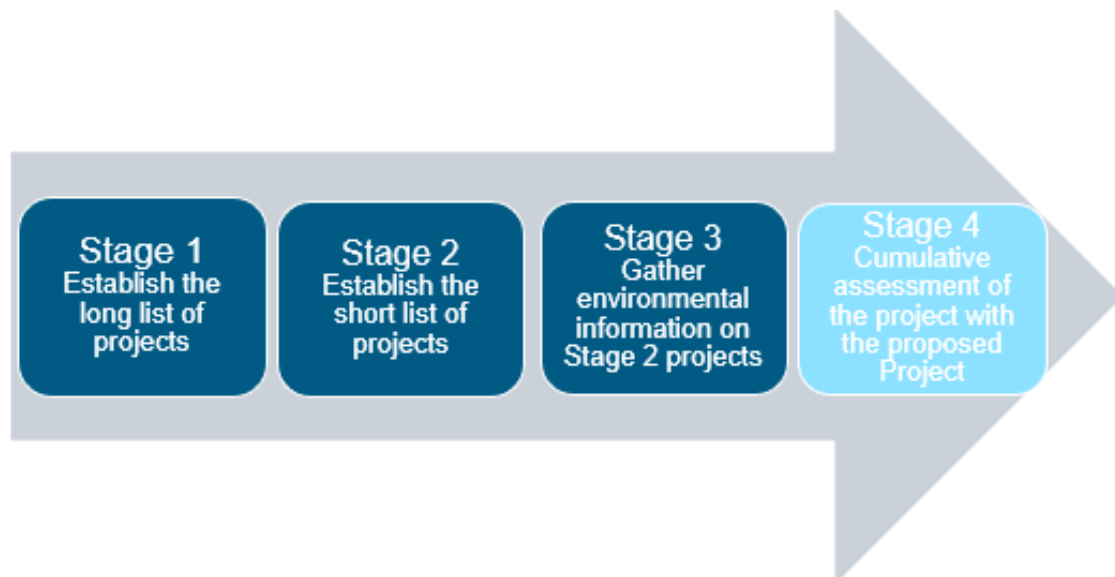 Stage 1
Establish the
long list of
projects
Stage 2
Establish the
short list of
projects
Stage 3
Gather
environmental
information on
Stage 2 projects
Stage 4
Cumulative
assessment of
the project with
the proposed
Project